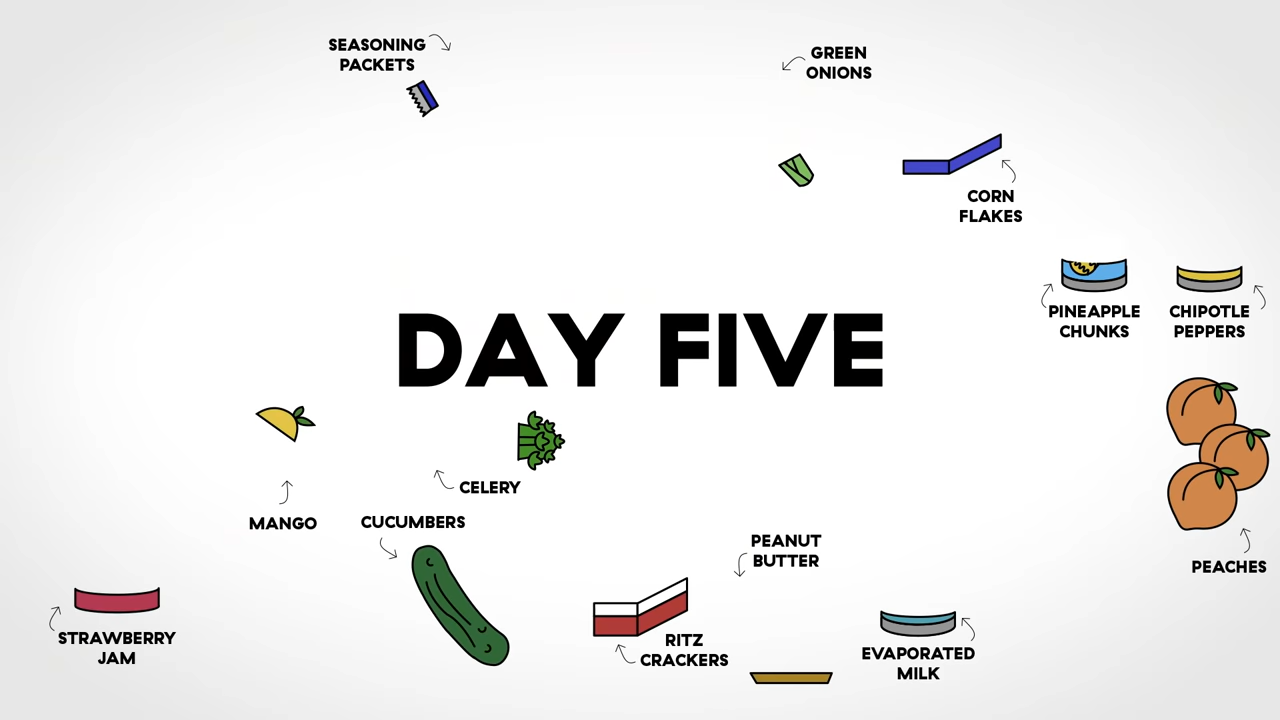 SEASONING
PACKETS
GREEN
ONIONS
CORN
FLAKES
PINEAPPLE
CHUNKS
CHIPOTLE
PEPPERS
DAY FIVE
CELERY
MANGO
CUCUMBERS
PEANUT
BUTTER
PEACHES
STRAWBERRY
JAM
RITZ
CRACKERS
EVAPORATED
MILK